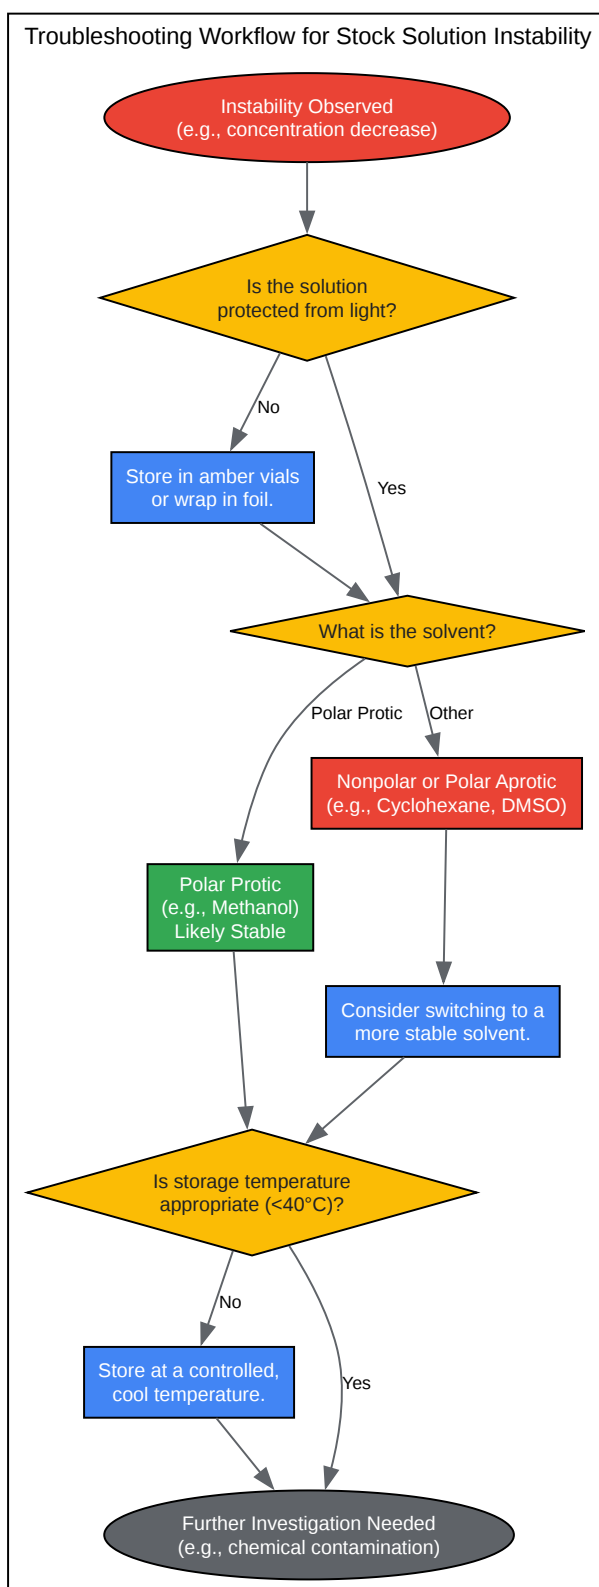 Troubleshooting Workflow for Stock Solution Instability
Instability Observed
(e.g., concentration decrease)
Is the solution
protected from light?
No
Store in amber vials
or wrap in foil.
Yes
What is the solvent?
Polar Protic
Other
Nonpolar or Polar Aprotic
(e.g., Cyclohexane, DMSO)
Polar Protic
(e.g., Methanol)
Likely Stable
Consider switching to a
more stable solvent.
Is storage temperature
appropriate (<40°C)?
No
Store at a controlled,
cool temperature.
Yes
Further Investigation Needed
(e.g., chemical contamination)